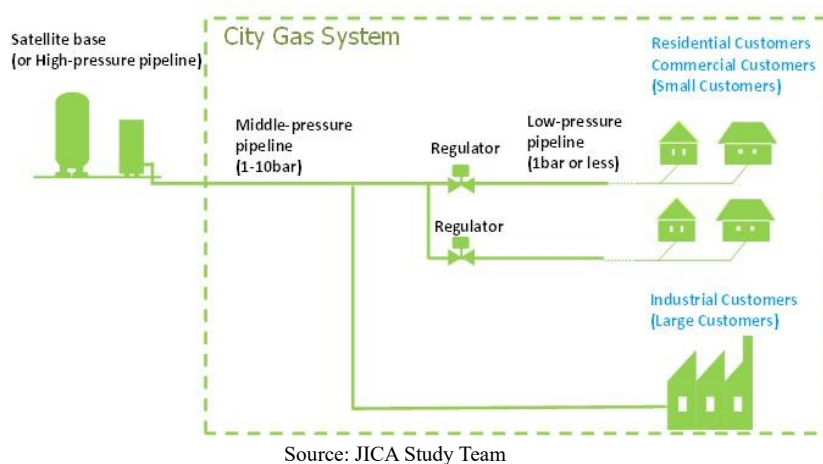 Satellite base
(or High-pressure pipeline)
City Gas System
Residential Customers
Commercial Customers
(Small Customers)
Middle-pressure
pipeline
(1-10bar)
Regulator
Low-pressure
pipeline
(1bar or less)
Regulator
Industrial Customers
(Large Customers)
Source: JICA Study Team